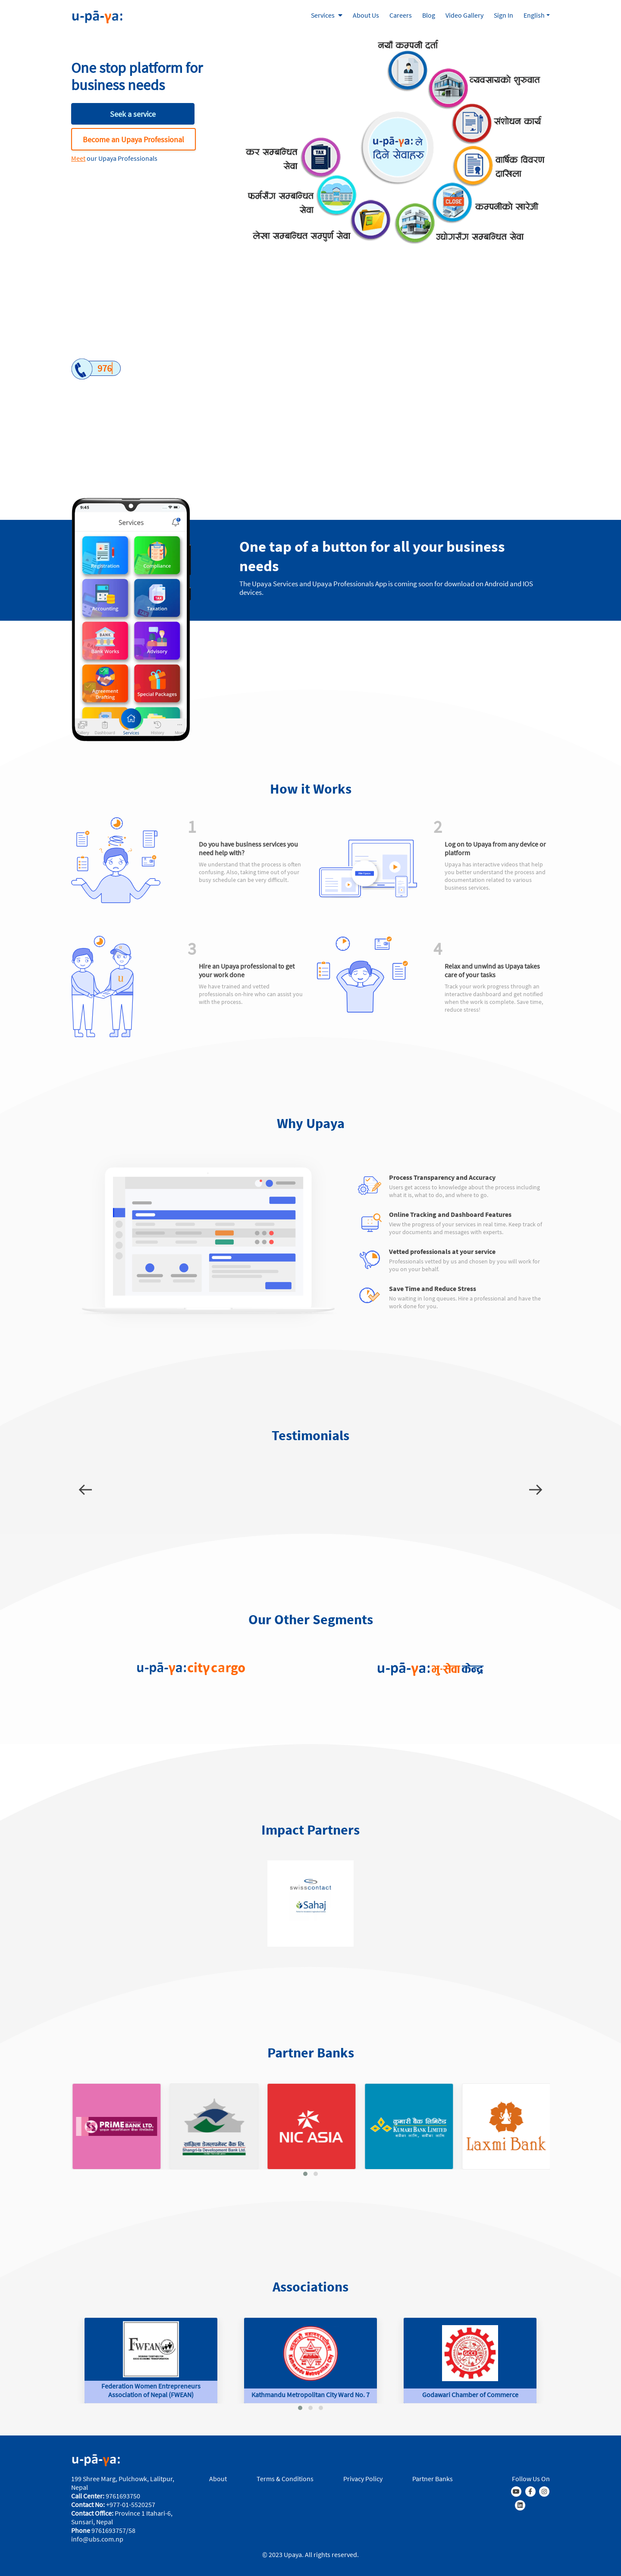 u-pā-ya:
Services
About Us
Careers
Blog
Video Gallery
Sign In
English
One stop platform for
business needs
Seek a service
Become an Upaya Professional
Meet our Upaya Professionals
नयाँ कम्पनी दर्ता
व्यवसायको शुरुवात
संशोधन कार्य
वार्षिक विवरण
दाखिला
कम्पनीको खारेजी
उद्योगसँग सम्बन्धित सेवा
लेखा सम्बन्धित सम्पुर्ण सेवा
फर्मसँग सम्बन्धित
सेवा
कर सम्बन्धित
सेवा
u-pā-ya: ले
दिने सेवाहरु
TAX
CLOSE
976
9:45
Services
Registration
Compliance
Accounting
Taxation
Bank Works
Advisory
Agreement
Drafting
Special Packages
Dashboard
Services
History
One tap of a button for all your business
needs
The Upaya Services and Upaya Professionals App is coming soon for download on Android and IOS
devices.
How it Works
1
Do you have business services you
need help with?
We understand that the process is often
confusing. Also, taking time out of your
busy schedule can be very difficult.
2
Log on to Upaya from any device or
platform
Upaya has interactive videos that help
you better understand the process and
documentation related to various
business services.
3
Hire an Upaya professional to get
your work done
We have trained and vetted
professionals on-hire who can assist you
with the process.
4
Relax and unwind as Upaya takes
care of your tasks
Track your work progress through an
interactive dashboard and get notified
when the work is complete. Save time,
reduce stress!
Why Upaya
Process Transparency and Accuracy
Users get access to knowledge about the process including
what it is, what to do, and where to go.
Online Tracking and Dashboard Features
View the progress of your services in real time. Keep track of
your documents and messages with experts.
Vetted professionals at your service
Professionals vetted by us and chosen by you will work for
you on your behalf.
Save Time and Reduce Stress
No waiting in long queues. Hire a professional and have the
work done for you.
Testimonials
Our Other Segments
u-pā-ya:city cargo
u-pā-ya:भु-सेवा केन्द्र
Impact Partners
swisscontact
Sahaj
Partner Banks
PRIME BANK LTD.
Shangri-la Development Bank Ltd.
NIC ASIA
कुमारी बैंक लिमिटेड
KUMARI BANK LIMITED
Laxmi Bank
Associations
FWEAN
Federation Women Entrepreneurs
Association of Nepal (FWEAN)
Kathmandu Metropolitan City Ward No. 7
Godawari Chamber of Commerce
u-pā-ya:
199 Shree Marg, Pulchowk, Lalitpur,
Nepal
Call Center: 9761693750
Contact No: +977-01-5520257
Contact Office: Province 1 Itahari-6,
Sunsari, Nepal
Phone 9761693757/58
info@ubs.com.np
About
Terms & Conditions
Privacy Policy
Partner Banks
Follow Us On
© 2023 Upaya. All rights reserved.